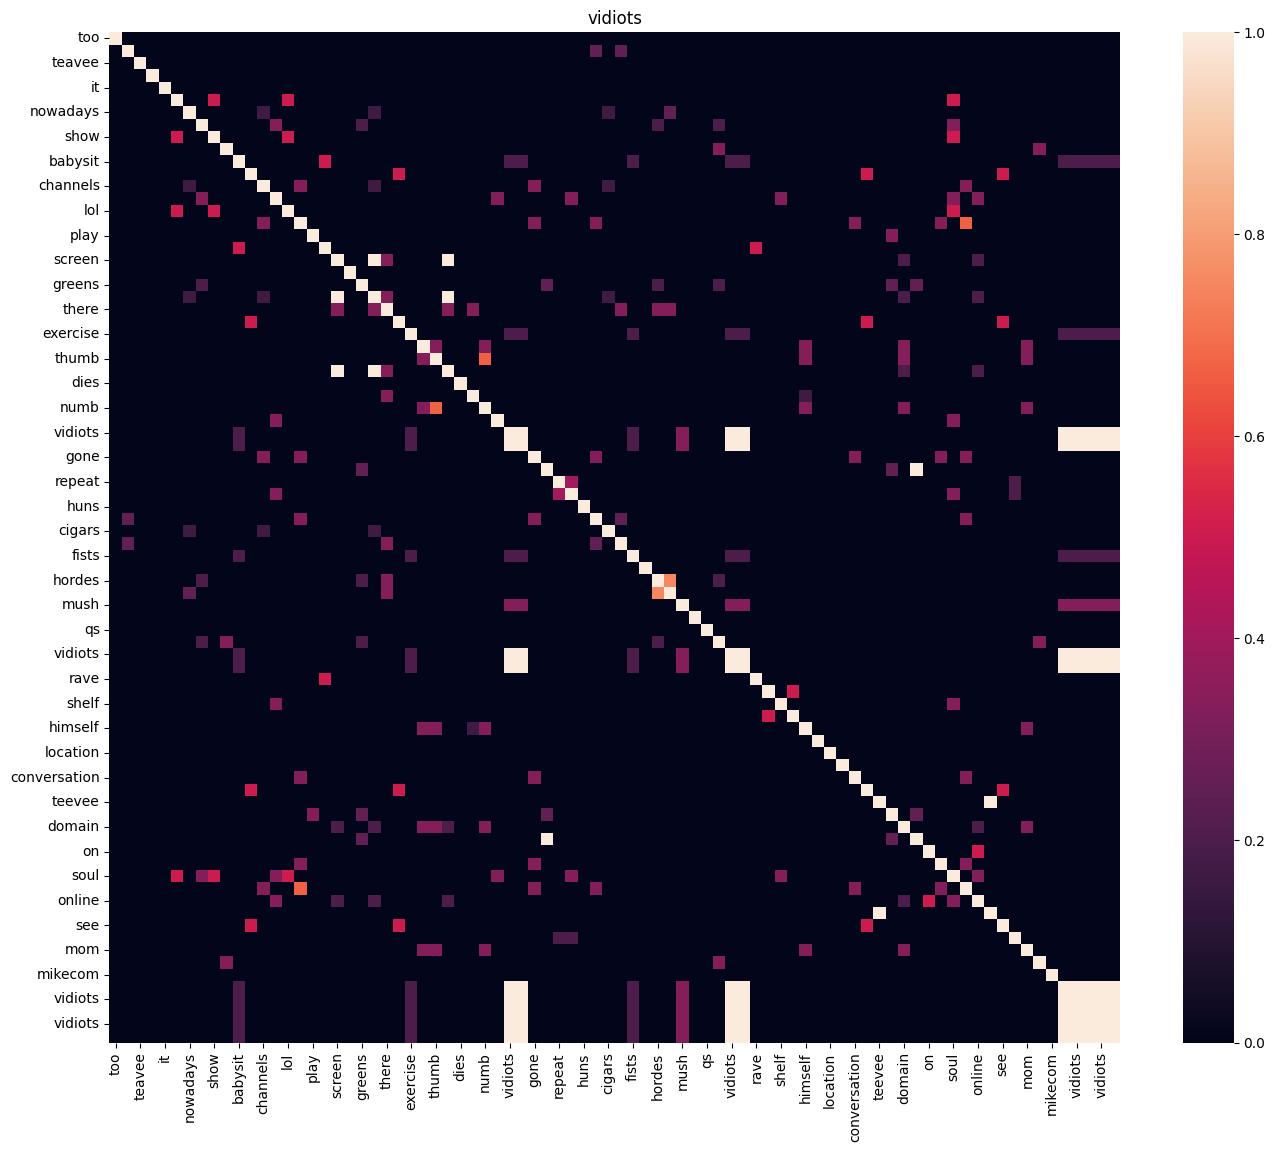 vidiots
too
teavee
it
nowadays
show
babysit
channels
lol
play
screen
greens
there
exercise
thumb
dies
numb
vidiots
gone
repeat
huns
cigars
fists
hordes
mush
qs
vidiots
rave
shelf
himself
location
conversation
teevee
domain
on
soul
online
see
mom
mikecom
vidiots
vidiots
1.0
0.8
0.6
0.4
0.2
0.0
too
teavee
it
nowadays
show
babysit
channels
lol
play
screen
greens
there
exercise
thumb
dies
numb
vidiots
gone
repeat
huns
cigars
fists
hordes
mush
qs
vidiots
rave
shelf
himself
location
conversation
teevee
domain
on
soul
online
see
mom
mikecom
vidiots
vidiots